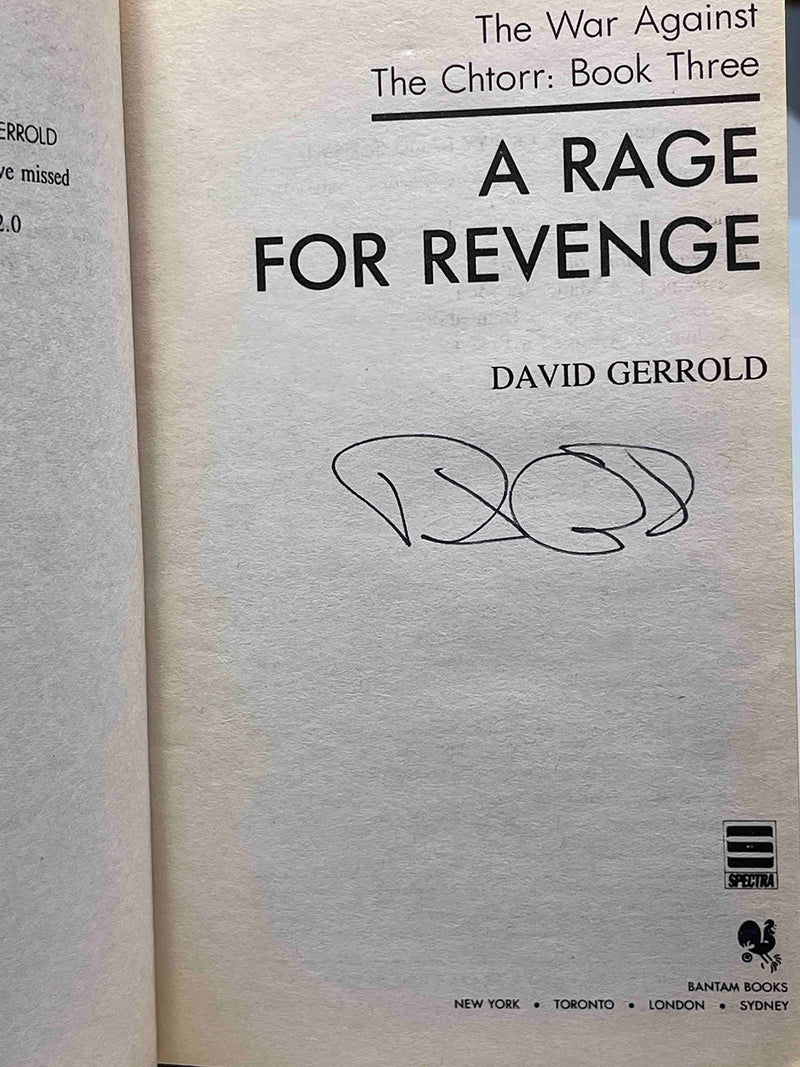 ERROLD
ve missed
2.0
The War Against
The Chtorr: Book Three
A RAGE
FOR REVENGE
DAVID GERROLD
SPECTRA
BANTAM BOOKS
NEW YORK • TORONTO • LONDON • SYDNEY